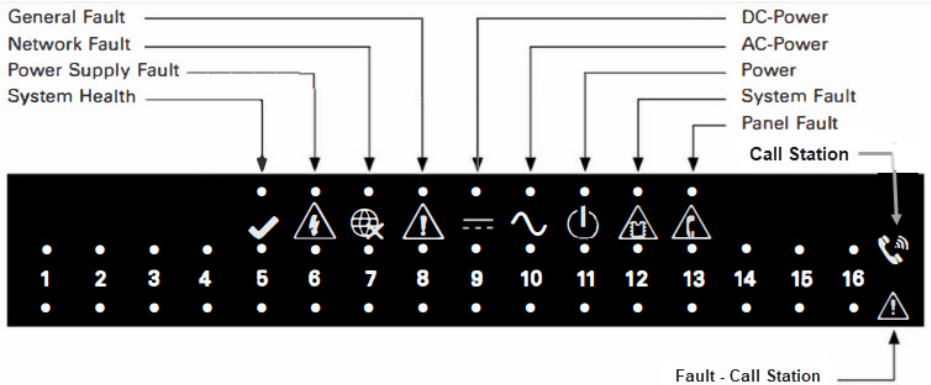 General Fault
Network Fault
Power Supply Fault
System Health
DC-Power
AC-Power
Power
System Fault
Panel Fault
Call Station
1 2 3 4 5 6 7 8 9 10 11 12 13 14 15 16
Fault - Call Station